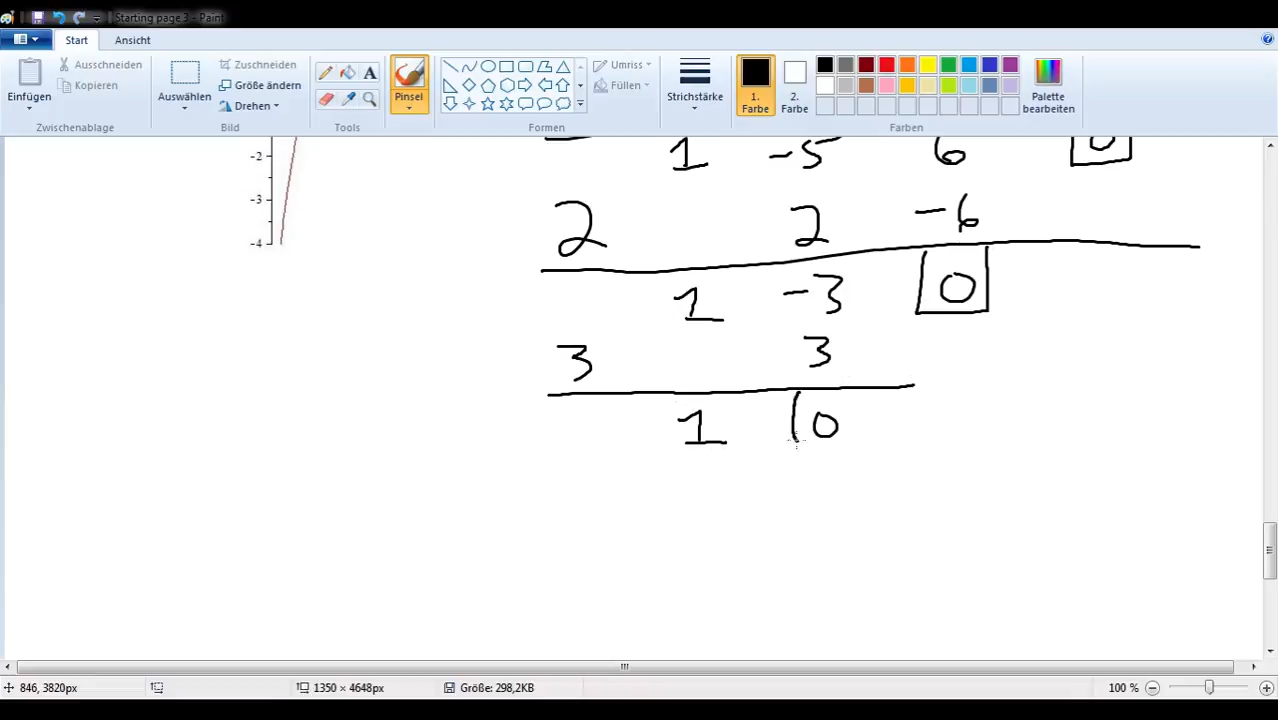 Starting page 3 - Paint
Start Ansicht
Einfügen
Ausschneiden
Kopieren
Zwischenablage
Auswählen
Zuschneiden
Größe ändern
Drehen
Bild
Pinsel
A
Tools
Umriss
Füllen
Formen
Strichstärke
1. Farbe
2. Farbe
Palette bearbeiten
Farben
-2
-3
-4
1 -5 6 0
2 2 -6
1 -3 0
3 3
1 0
846, 3820px
1350 × 4648px
Größe: 298,2KB
100 %